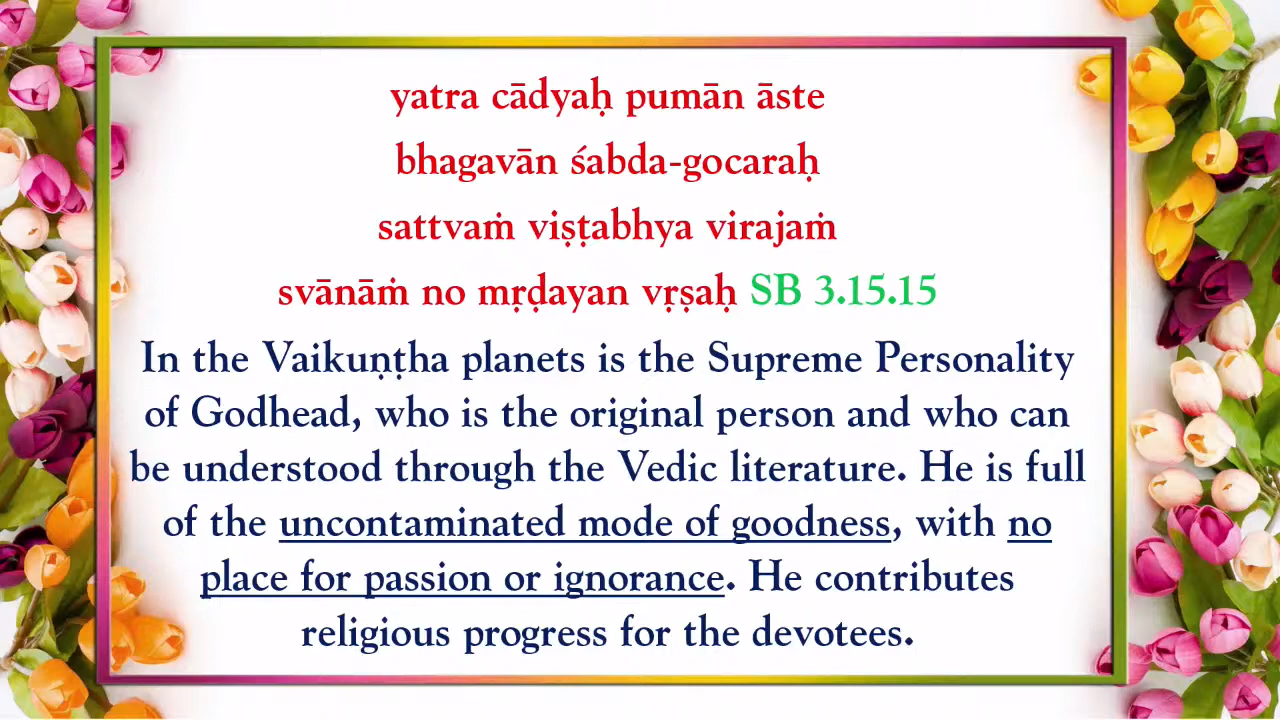 yatra cādyaḥ pumān āste
bhagavān śabda-gocaraḥ
sattvaṁ viṣṭabhya virajaṁ
svānāṁ no mṛḍayan vṛṣaḥ SB 3.15.15
In the Vaikuṇṭha planets is the Supreme Personality
of Godhead, who is the original person and who can
be understood through the Vedic literature. He is full
of the uncontaminated mode of goodness, with no
place for passion or ignorance. He contributes
religious progress for the devotees.